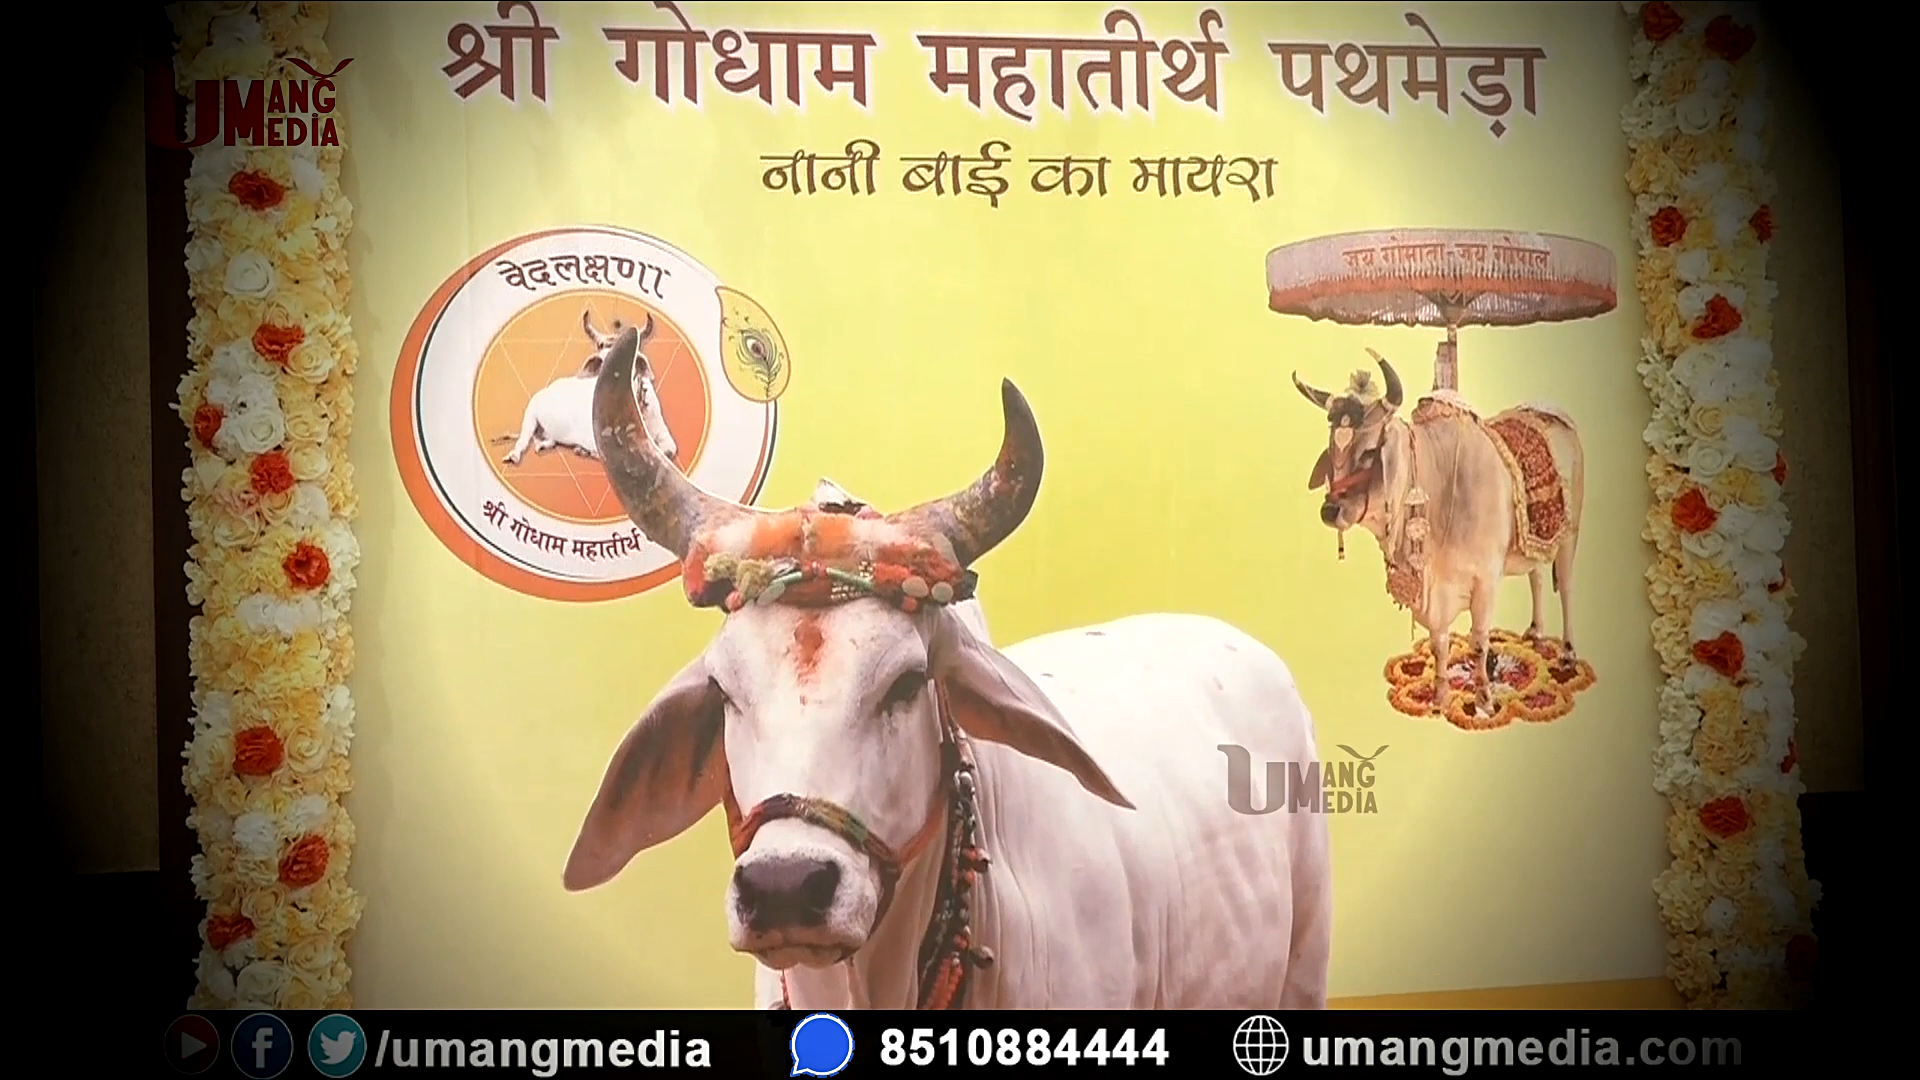 श्री गोधाम महातीर्थ पथमेड़ा
UMANG MEDIA
नानी बाई का मायरा
वेदलक्षणा
जय गोमाता-जय गोपाल
श्री गोधाम महातीर्थ
UMANG MEDIA
/umangmedia
8510884444
umangmedia.com